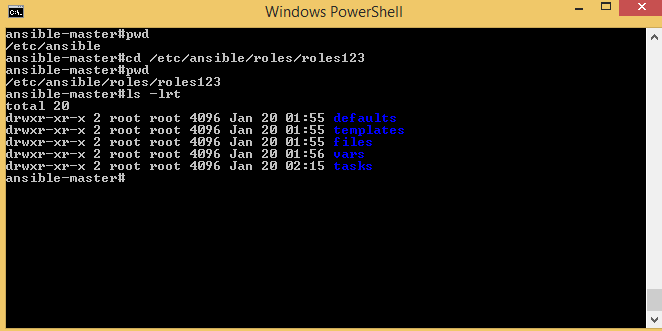 Windows PowerShell
ansible-master#pwd
/etc/ansible
ansible-master#cd /etc/ansible/roles/roles123
ansible-master#pwd
/etc/ansible/roles/roles123
ansible-master#ls -lrt
total 20
drwxr-xr-x 2 root root 4096 Jan 20 01:55 defaults
drwxr-xr-x 2 root root 4096 Jan 20 01:55 templates
drwxr-xr-x 2 root root 4096 Jan 20 01:55 files
drwxr-xr-x 2 root root 4096 Jan 20 01:56 vars
drwxr-xr-x 2 root root 4096 Jan 20 02:15 tasks
ansible-master#